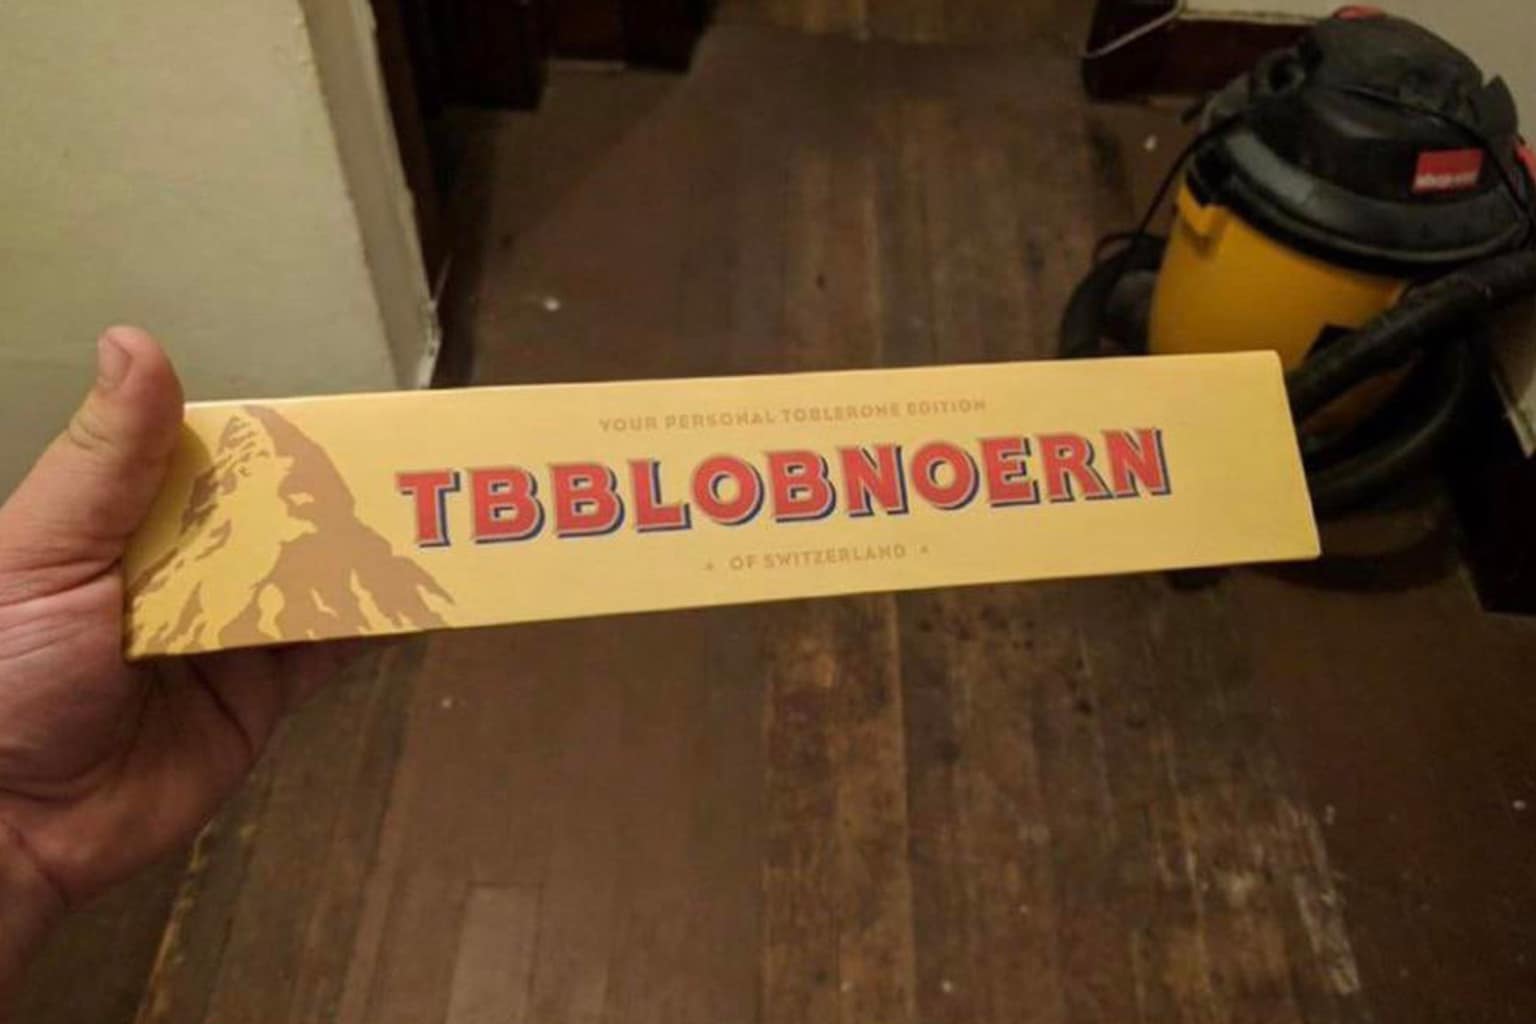 YOUR PERSONAL TOBLERONE EDITION
TBBLOBNOERN
OF SWITZERLAND